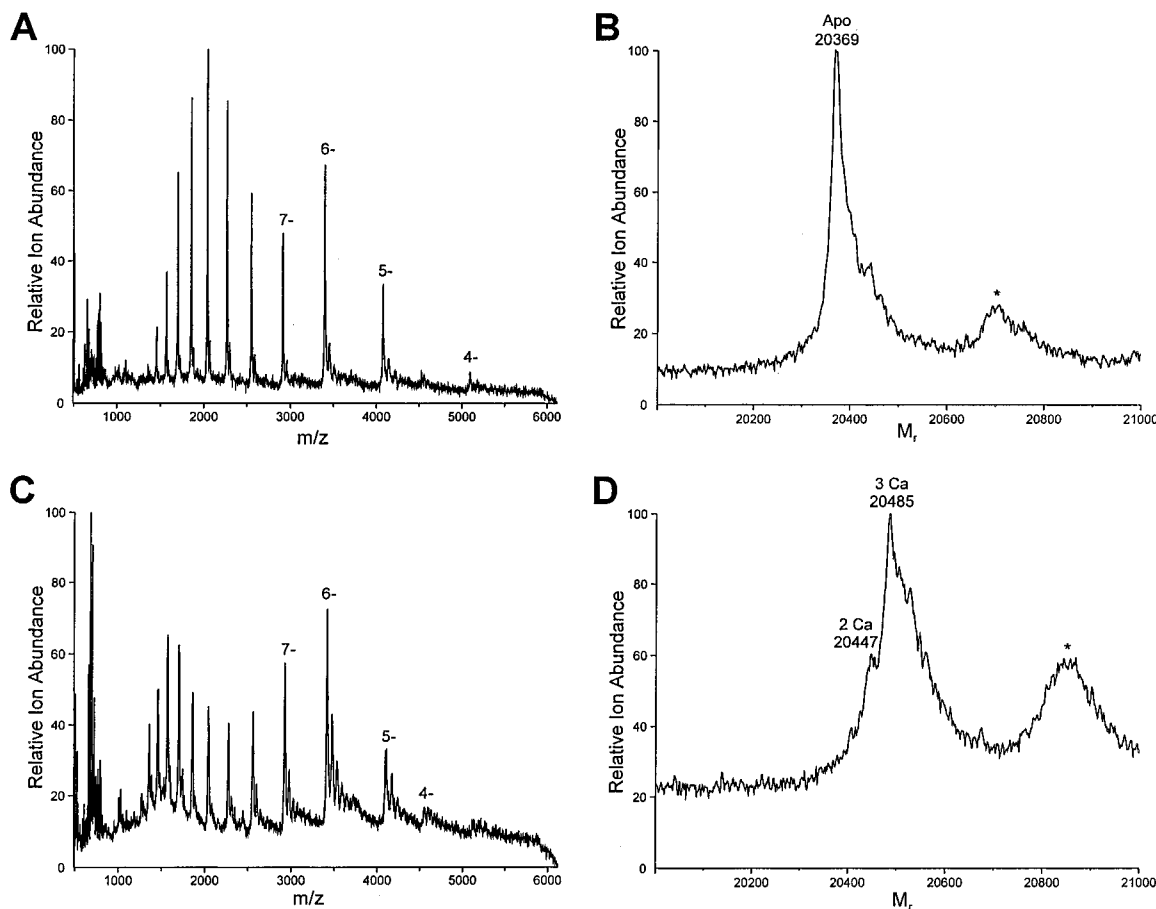 A
Relative Ion Abundance
100
80
60
40
20
0
7-
6-
5-
4-
1000 2000 3000 4000 5000 6000
m/z
B
Relative Ion Abundance
100
80
60
40
20
0
Apo
20369
*
20200 20400 20600 20800 21000
Mr
C
Relative Ion Abundance
100
80
60
40
20
0
7-
6-
5-
4-
1000 2000 3000 4000 5000 6000
m/z
D
Relative Ion Abundance
100
80
60
40
20
0
3 Ca
20485
2 Ca
20447
*
20200 20400 20600 20800 21000
Mr